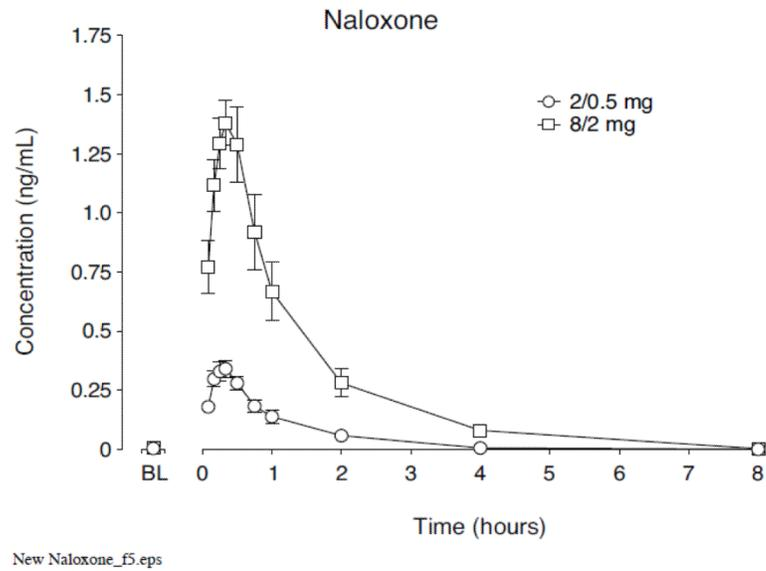 Naloxone
1.75
1.5
1.25
1.0
0.75
0.5
0.25
0
Concentration (ng/mL)
2/0.5 mg
8/2 mg
BL 0 1 2 3 4 5 6 7 8
Time (hours)
New Naloxone_f5.eps